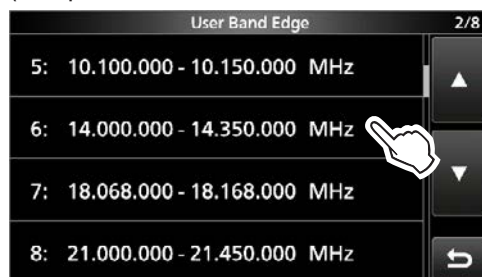 User Band Edge 2/8
5: 10.100.000 - 10.150.000 MHz
6: 14.000.000 - 14.350.000 MHz
7: 18.068.000 - 18.168.000 MHz
8: 21.000.000 - 21.450.000 MHz